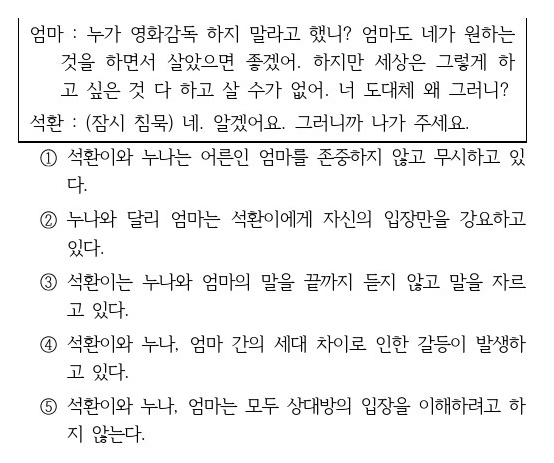 엄마 : 누가 영화감독 하지 말라고 했니? 엄마도 네가 원하는
것을 하면서 살았으면 좋겠어. 하지만 세상은 그렇게 하
고 싶은 것 다 하고 살 수가 없어. 너 도대체 왜 그러니?
석환 : (잠시 침묵) 네. 알겠어요. 그러니까 나가 주세요.
① 석환이와 누나는 어른인 엄마를 존중하지 않고 무시하고 있
다.
② 누나와 달리 엄마는 석환이에게 자신의 입장만을 강요하고
있다.
③ 석환이는 누나와 엄마의 말을 끝까지 듣지 않고 말을 자르
고 있다.
④ 석환이와 누나, 엄마 간의 세대 차이로 인한 갈등이 발생하
고 있다.
⑤ 석환이와 누나, 엄마는 모두 상대방의 입장을 이해하려고 하
지 않는다.